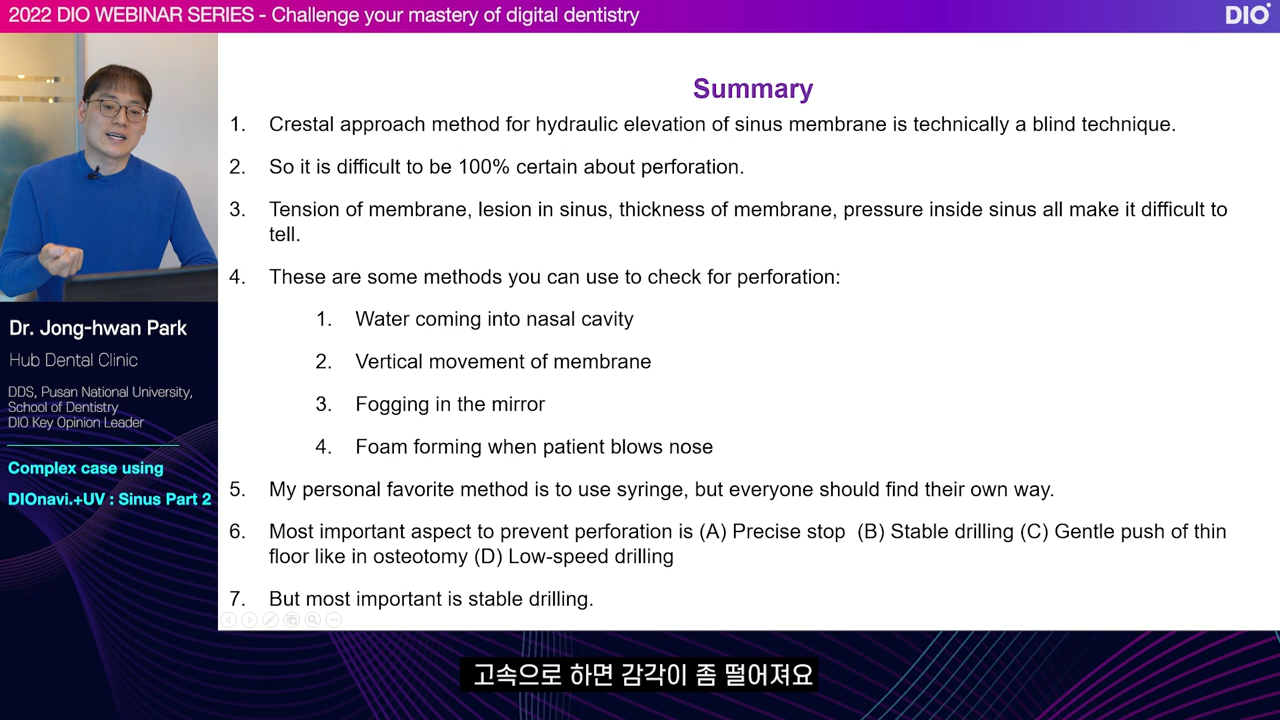 2022 DIO WEBINAR SERIES - Challenge your mastery of digital dentistry
DIO
Summary
1. Crestal approach method for hydraulic elevation of sinus membrane is technically a blind technique.
2. So it is difficult to be 100% certain about perforation.
3. Tension of membrane, lesion in sinus, thickness of membrane, pressure inside sinus all make it difficult to
tell.
4. These are some methods you can use to check for perforation:
1. Water coming into nasal cavity
2. Vertical movement of membrane
3. Fogging in the mirror
4. Foam forming when patient blows nose
5. My personal favorite method is to use syringe, but everyone should find their own way.
6. Most important aspect to prevent perforation is (A) Precise stop (B) Stable drilling (C) Gentle push of thin
floor like in osteotomy (D) Low-speed drilling
7. But most important is stable drilling.
Dr. Jong-hwan Park
Hub Dental Clinic
DDS, Pusan National University,
School of Dentistry
DIO Key Opinion Leader
Complex case using
DIOnavi.+UV : Sinus Part 2
고속으로 하면 감각이 좀 떨어져요